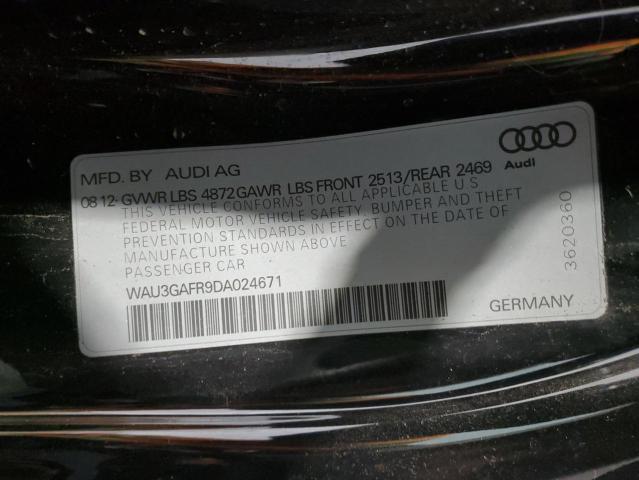 MFD. BY AUDI AG
Audi
08 12- GVWR LBS 4872 GAWR LBS FRONT 2513/REAR 2469
THIS VEHICLE CONFORMS TO ALL APPLICABLE U S
FEDERAL MOTOR VEHICLE SAFETY, BUMPER AND THEFT
PREVENTION STANDARDS IN EFFECT ON THE DATE OF
MANUFACTURE SHOWN ABOVE
PASSENGER CAR
WAU3GAFR9DA024671
GERMANY
3620360